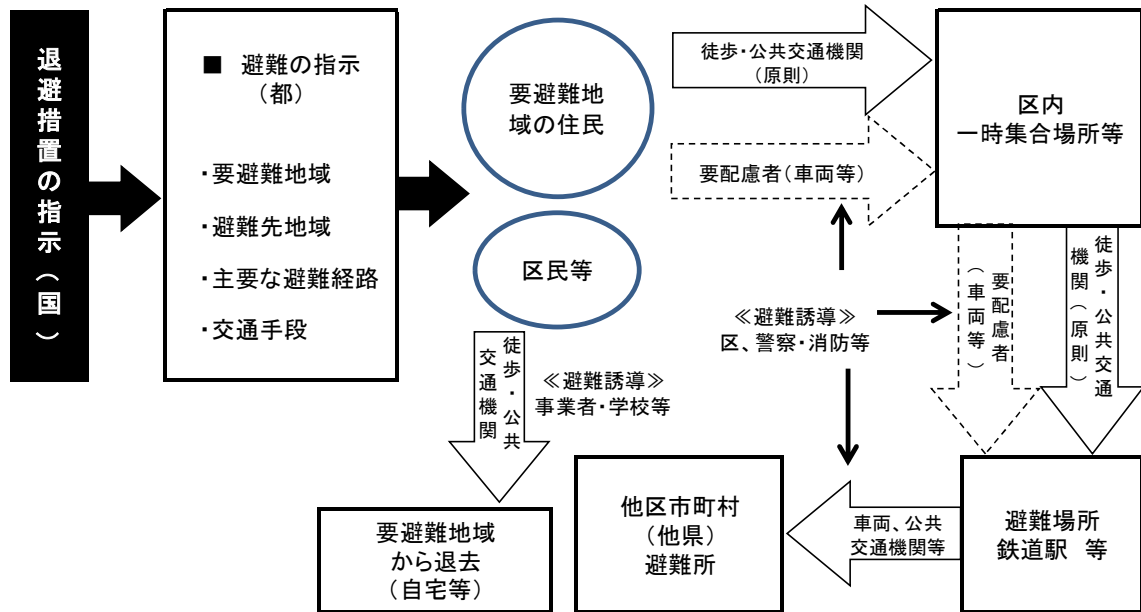 退避措置の指示（国）
■ 避難の指示
（都）
・要避難地域
・避難先地域
・主要な避難経路
・交通手段
要避難地
域の住民
区民等
徒歩・公共交通機関
（原則）
要配慮者（車両等）
区内
一時集合場所等
徒歩・公共交通
機関（原則）
要配慮者
（車両等）
≪避難誘導≫
区、警察・消防等
徒歩・公共
交通機関
≪避難誘導≫
事業者・学校等
要避難地域
から退去
（自宅等）
他区市町村
（他県）
避難所
車両、公共
交通機関等
避難場所
鉄道駅 等